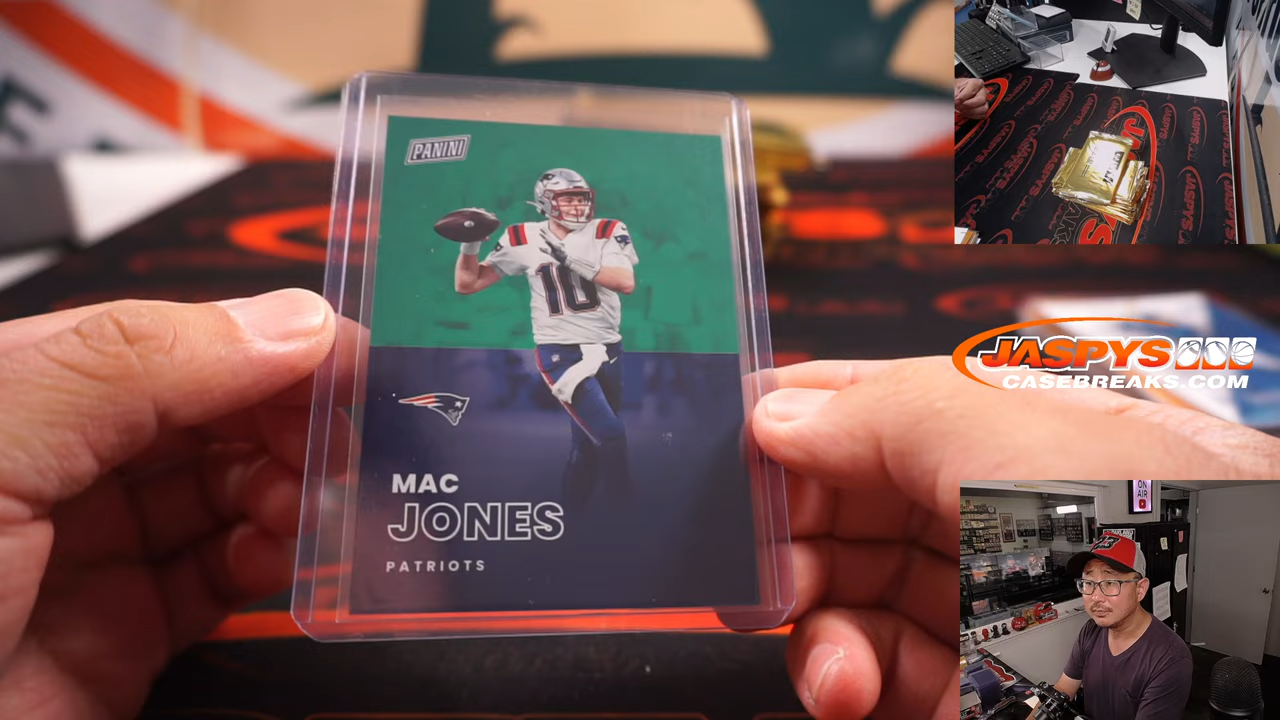 PANINI
10
MAC
JONES
PATRIOTS
JASPYS
CASEBREAKS.COM
ON
AIR